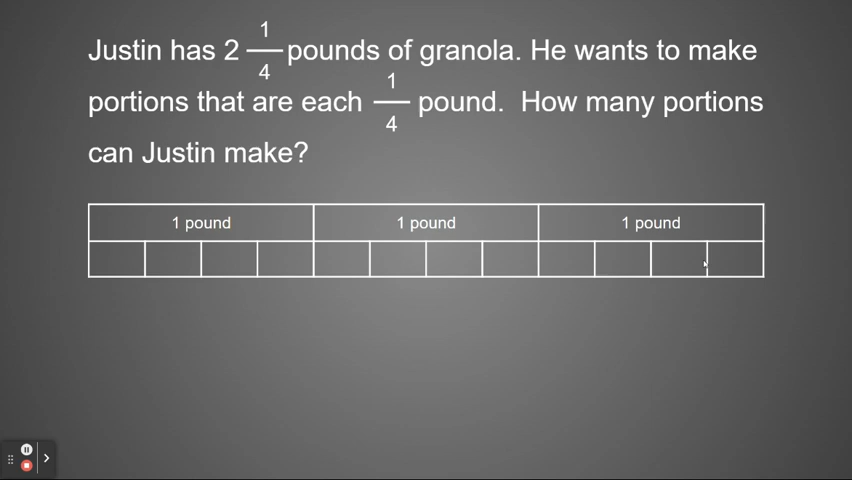 Justin has 2 1/4 pounds of granola. He wants to make
portions that are each 1/4 pound. How many portions
can Justin make?
1 pound 1 pound 1 pound